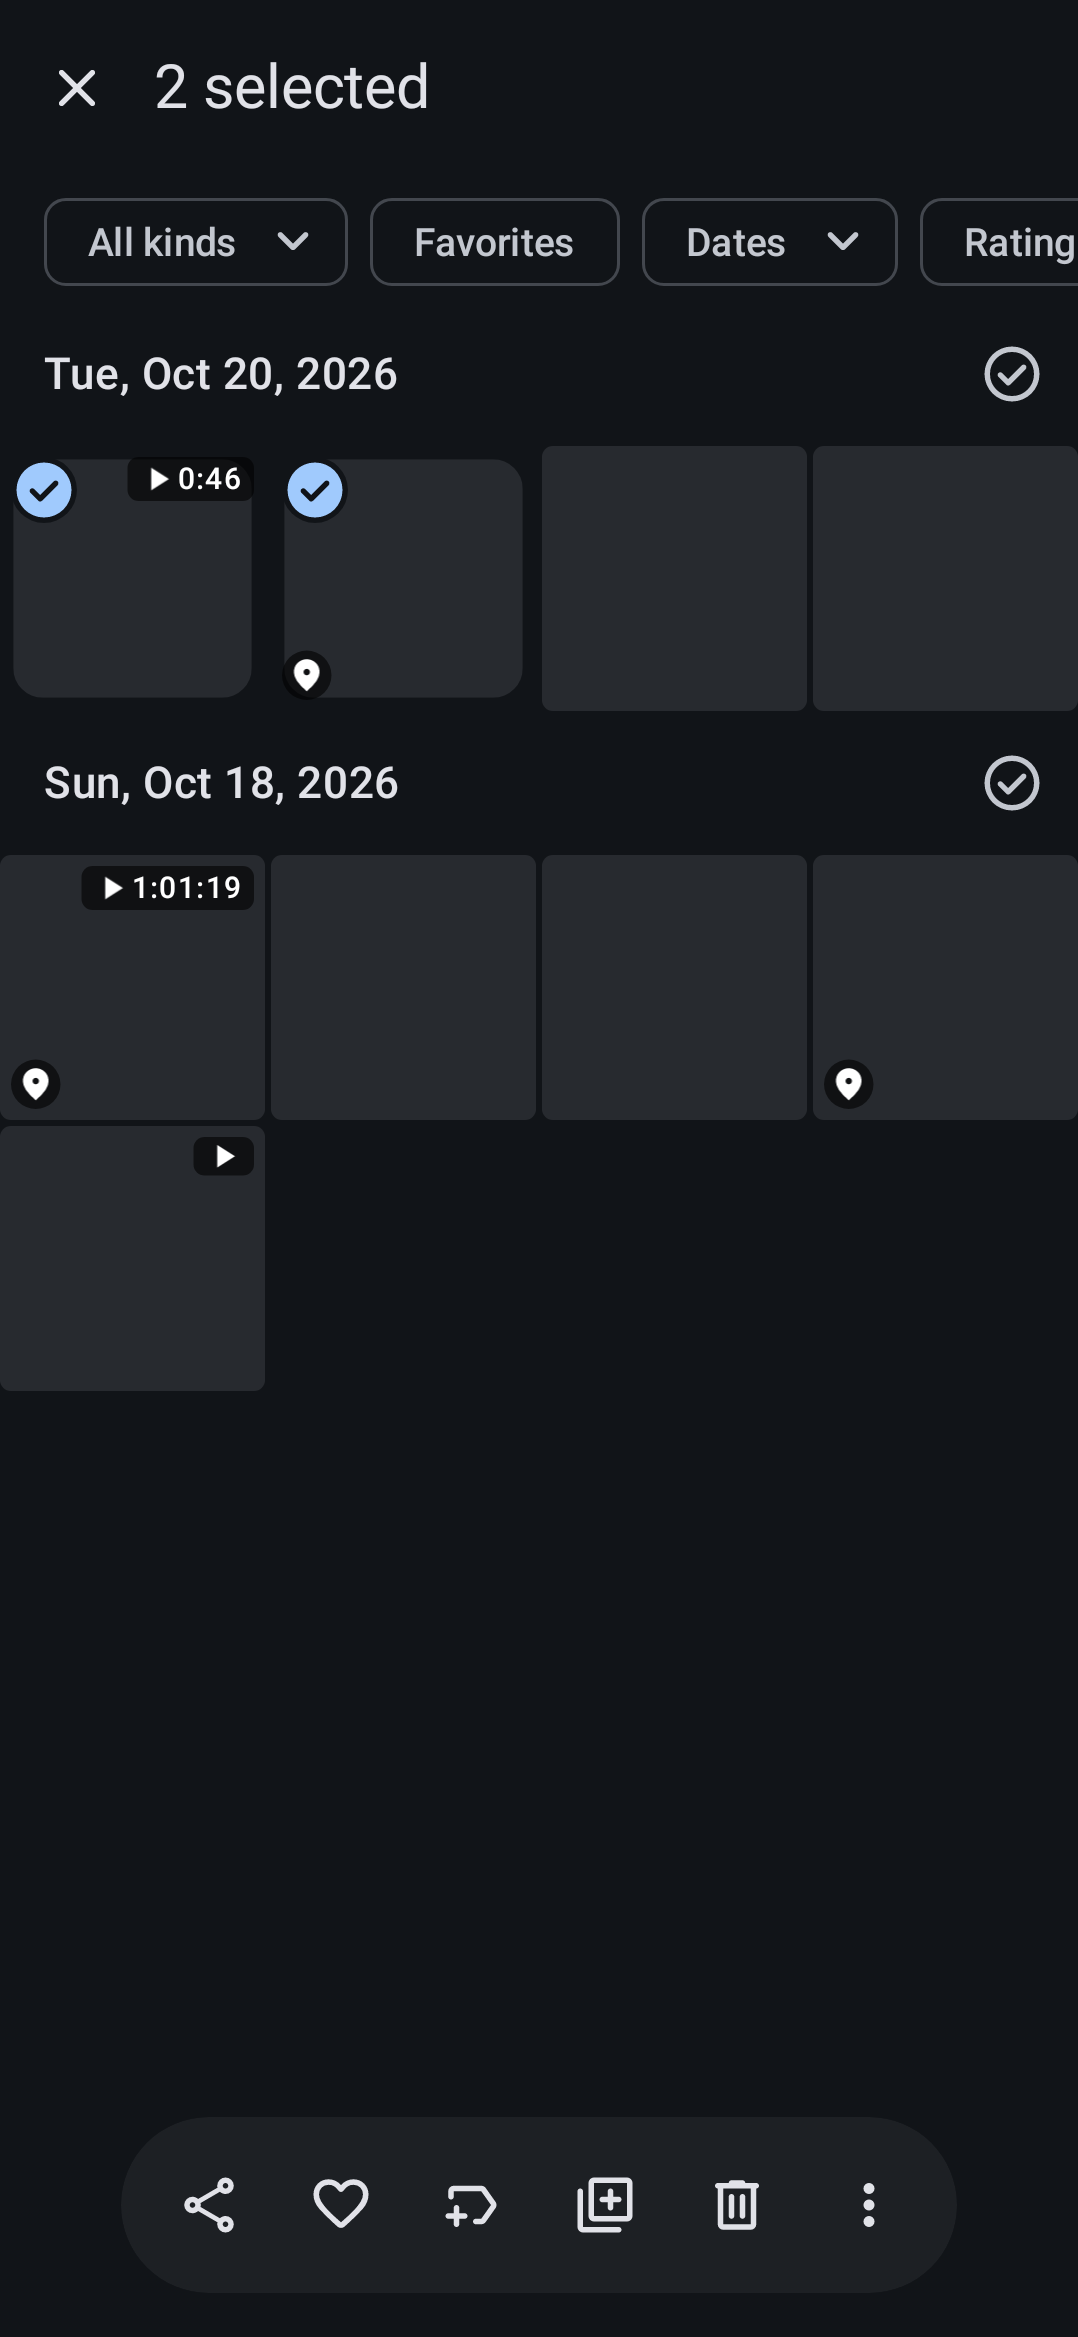 2 selected
All kinds
Favorites
Dates
Rating
Tue, Oct 20, 2026
0:46
Sun, Oct 18, 2026
1:01:19